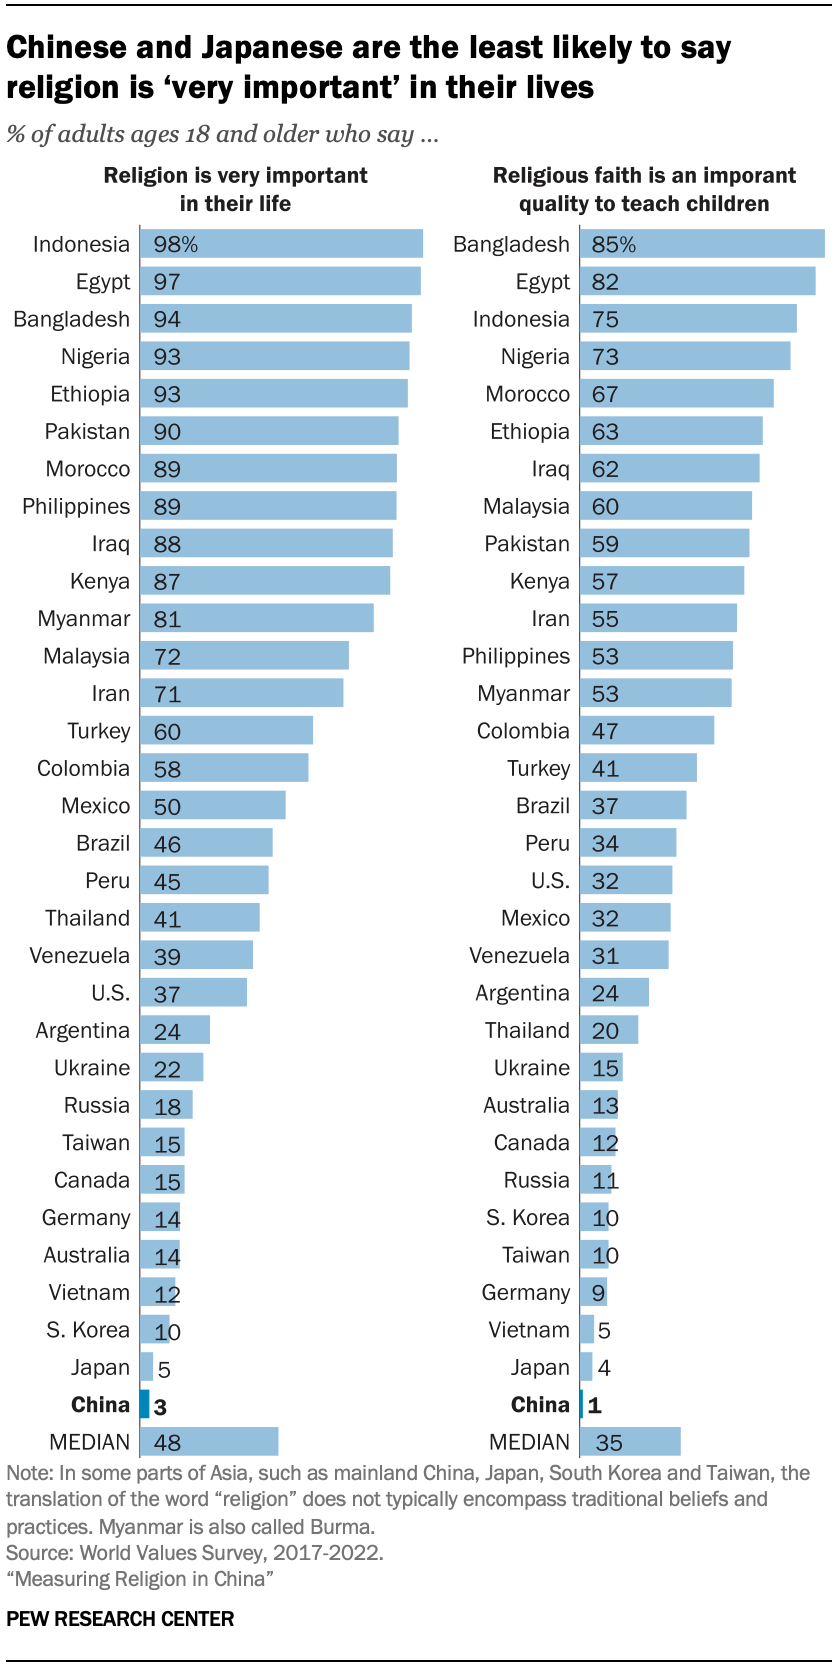 Chinese and Japanese are the least likely to say
religion is ‘very important’ in their lives
% of adults ages 18 and older who say ...
Religion is very important
in their life
Indonesia 98%
Egypt 97
Bangladesh 94
Nigeria 93
Ethiopia 93
Pakistan 90
Morocco 89
Philippines 89
Iraq 88
Kenya 87
Myanmar 81
Malaysia 72
Iran 71
Turkey 60
Colombia 58
Mexico 50
Brazil 46
Peru 45
Thailand 41
Venezuela 39
U.S. 37
Argentina 24
Ukraine 22
Russia 18
Taiwan 15
Canada 15
Germany 14
Australia 14
Vietnam 12
S. Korea 10
Japan 5
China 3
MEDIAN 48
Religious faith is an imporant
quality to teach children
Bangladesh 85%
Egypt 82
Indonesia 75
Nigeria 73
Morocco 67
Ethiopia 63
Iraq 62
Malaysia 60
Pakistan 59
Kenya 57
Iran 55
Philippines 53
Myanmar 53
Colombia 47
Turkey 41
Brazil 37
Peru 34
U.S. 32
Mexico 32
Venezuela 31
Argentina 24
Thailand 20
Ukraine 15
Australia 13
Canada 12
Russia 11
S. Korea 10
Taiwan 10
Germany 9
Vietnam 5
Japan 4
China 1
MEDIAN 35
Note: In some parts of Asia, such as mainland China, Japan, South Korea and Taiwan, the
translation of the word “religion” does not typically encompass traditional beliefs and
practices. Myanmar is also called Burma.
Source: World Values Survey, 2017-2022.
“Measuring Religion in China”
PEW RESEARCH CENTER